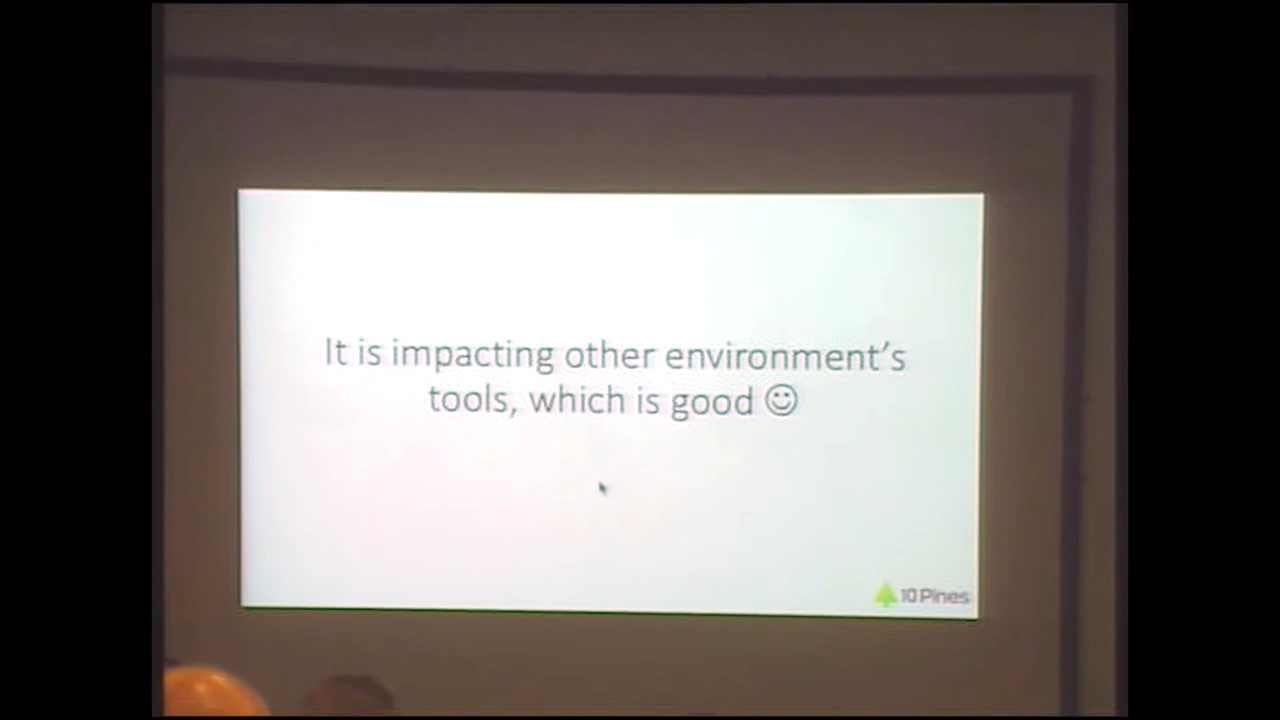 It is impacting other environment's
tools, which is good ☺
10 Pines